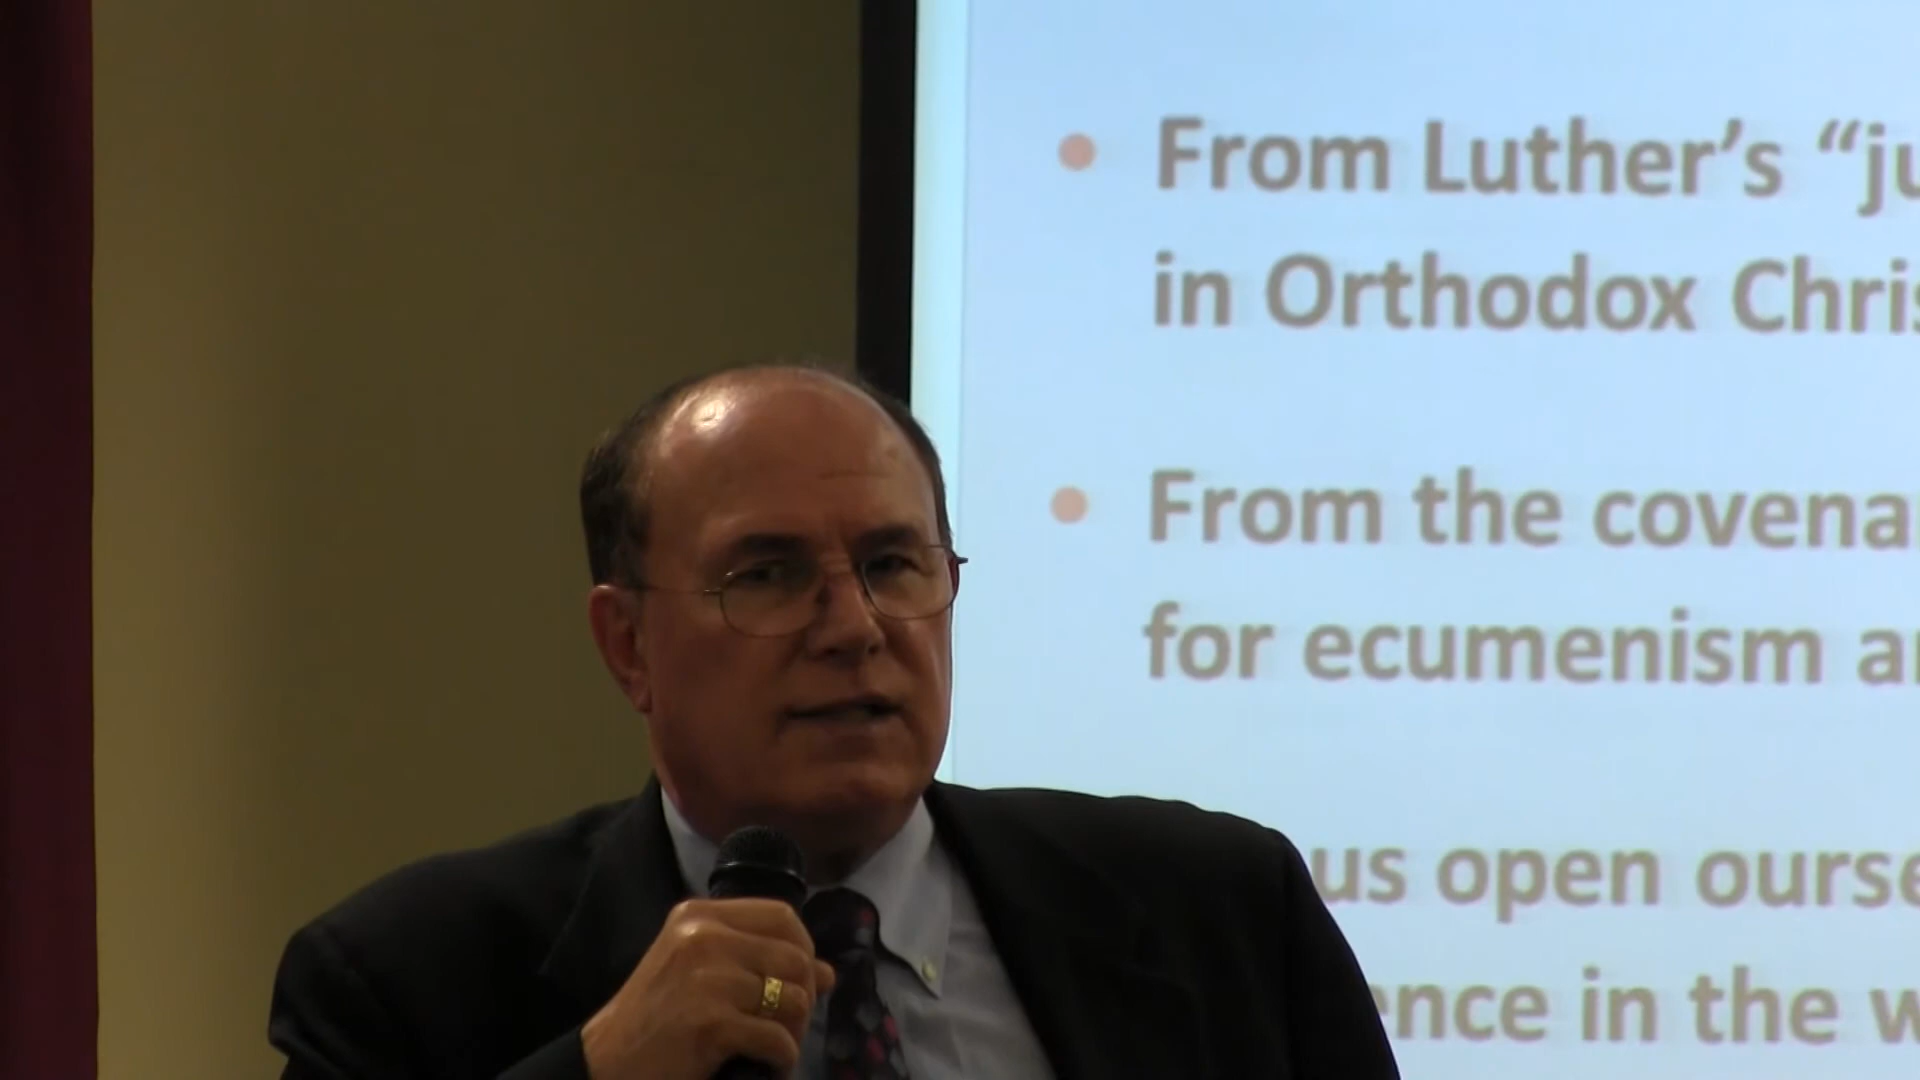 From Luther's “ju
in Orthodox Chris
From the covena
for ecumenism a
us open ourse
ence in the w